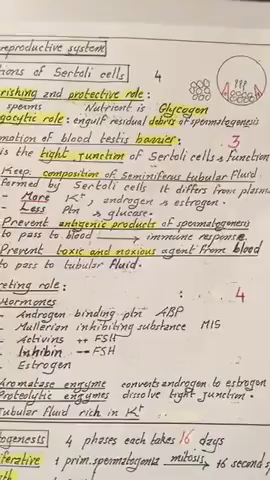 reproductive system
tions of Sertoli cells 4
rishing and protective role:
sperms Nutrient is Glycogen
gocytic role: engulf residual debris of spermatogenesis
mation of blood testis barrier: 3
is the tight junction of Sertoli cells & function
Keep composition of Seminiferus tubular fluid
formed by Sertoli cells It differs from plasma
- More K+, androgen & estrogen.
- Less Ptn & glucose.
Prevent antigenic products of spermatogenesis
to pass to blood → immune response.
Prevent toxic and noxious agent from blood
to pass to tubular fluid.
reting role: : 4
Hormones
- Androgen binding ptn ABP
- Mullerian inhibiting substance MIS
- Activins ++ FSH
- Inhibin -- FSH
- Estrogen
Aromatase enzyme converts androgen to estrogen
Proteolytic enzymes dissolve tight junction.
Tubular fluid rich in K+
togenesis 4 phases each takes 16 days
iferative 1 prim. spermatogonia mitosis → 16 second s